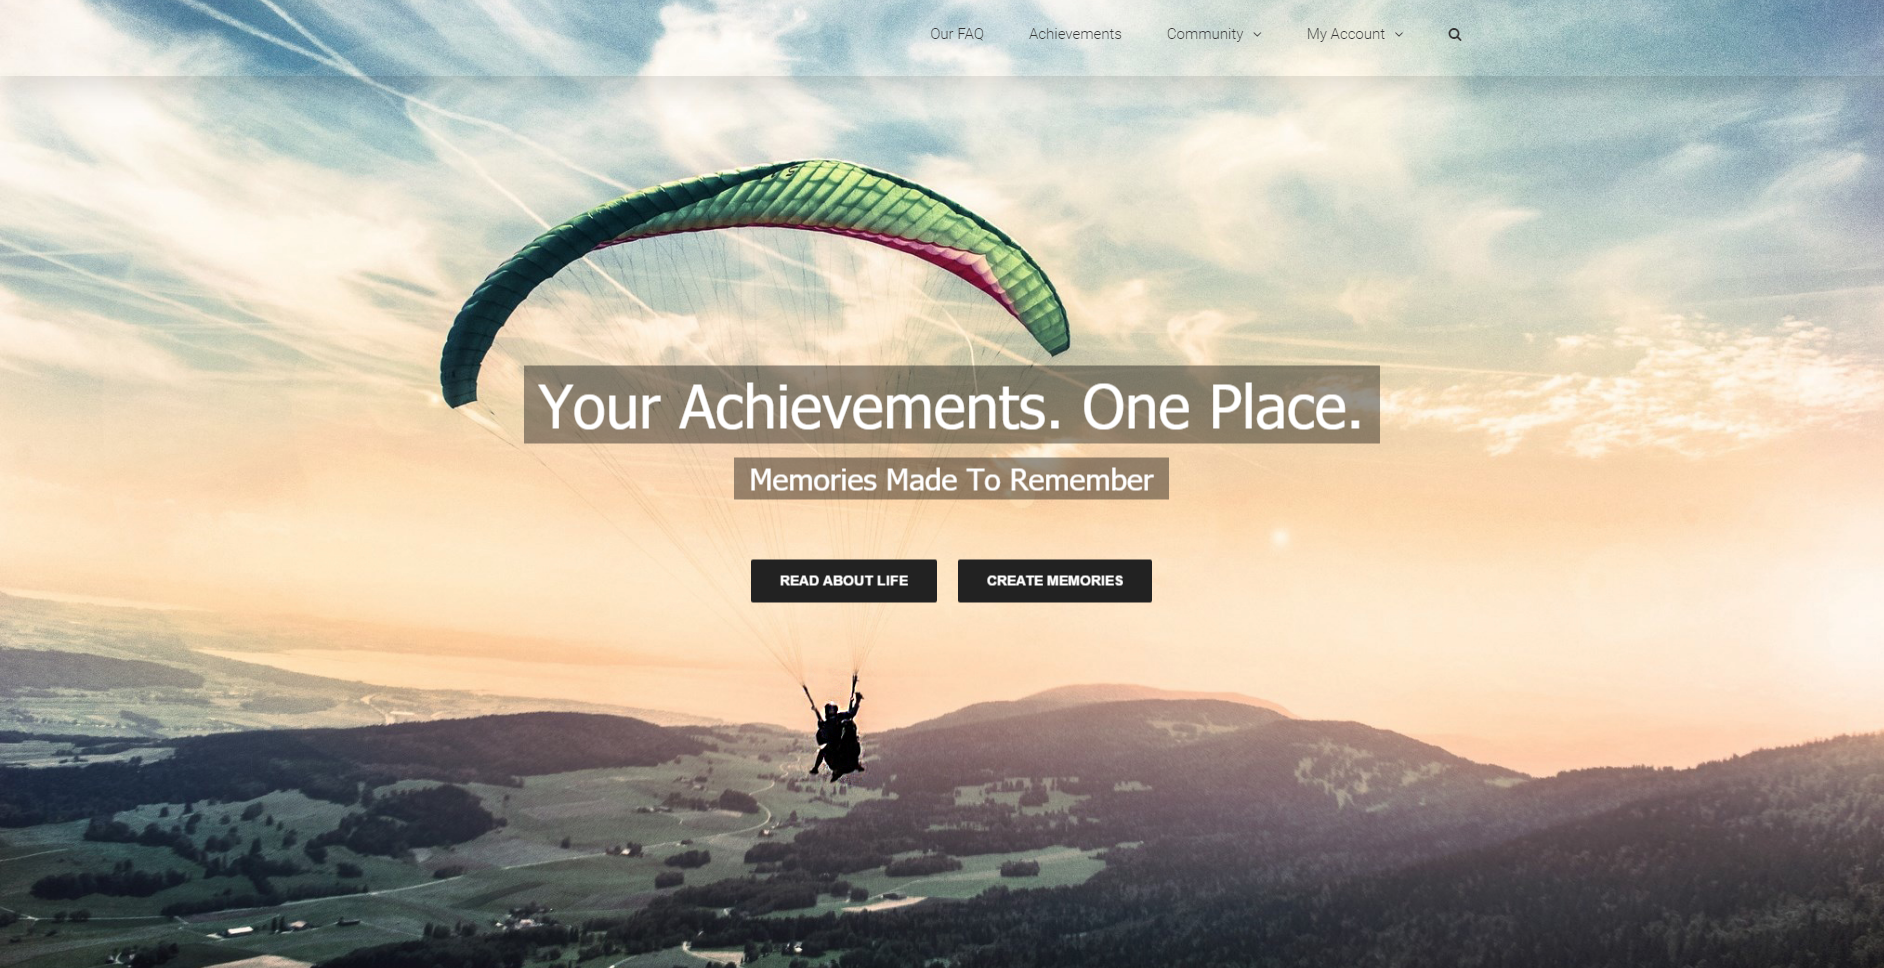 Our FAQ
Achievements
Community
My Account
Your Achievements. One Place.
Memories Made To Remember
READ ABOUT LIFE
CREATE MEMORIES